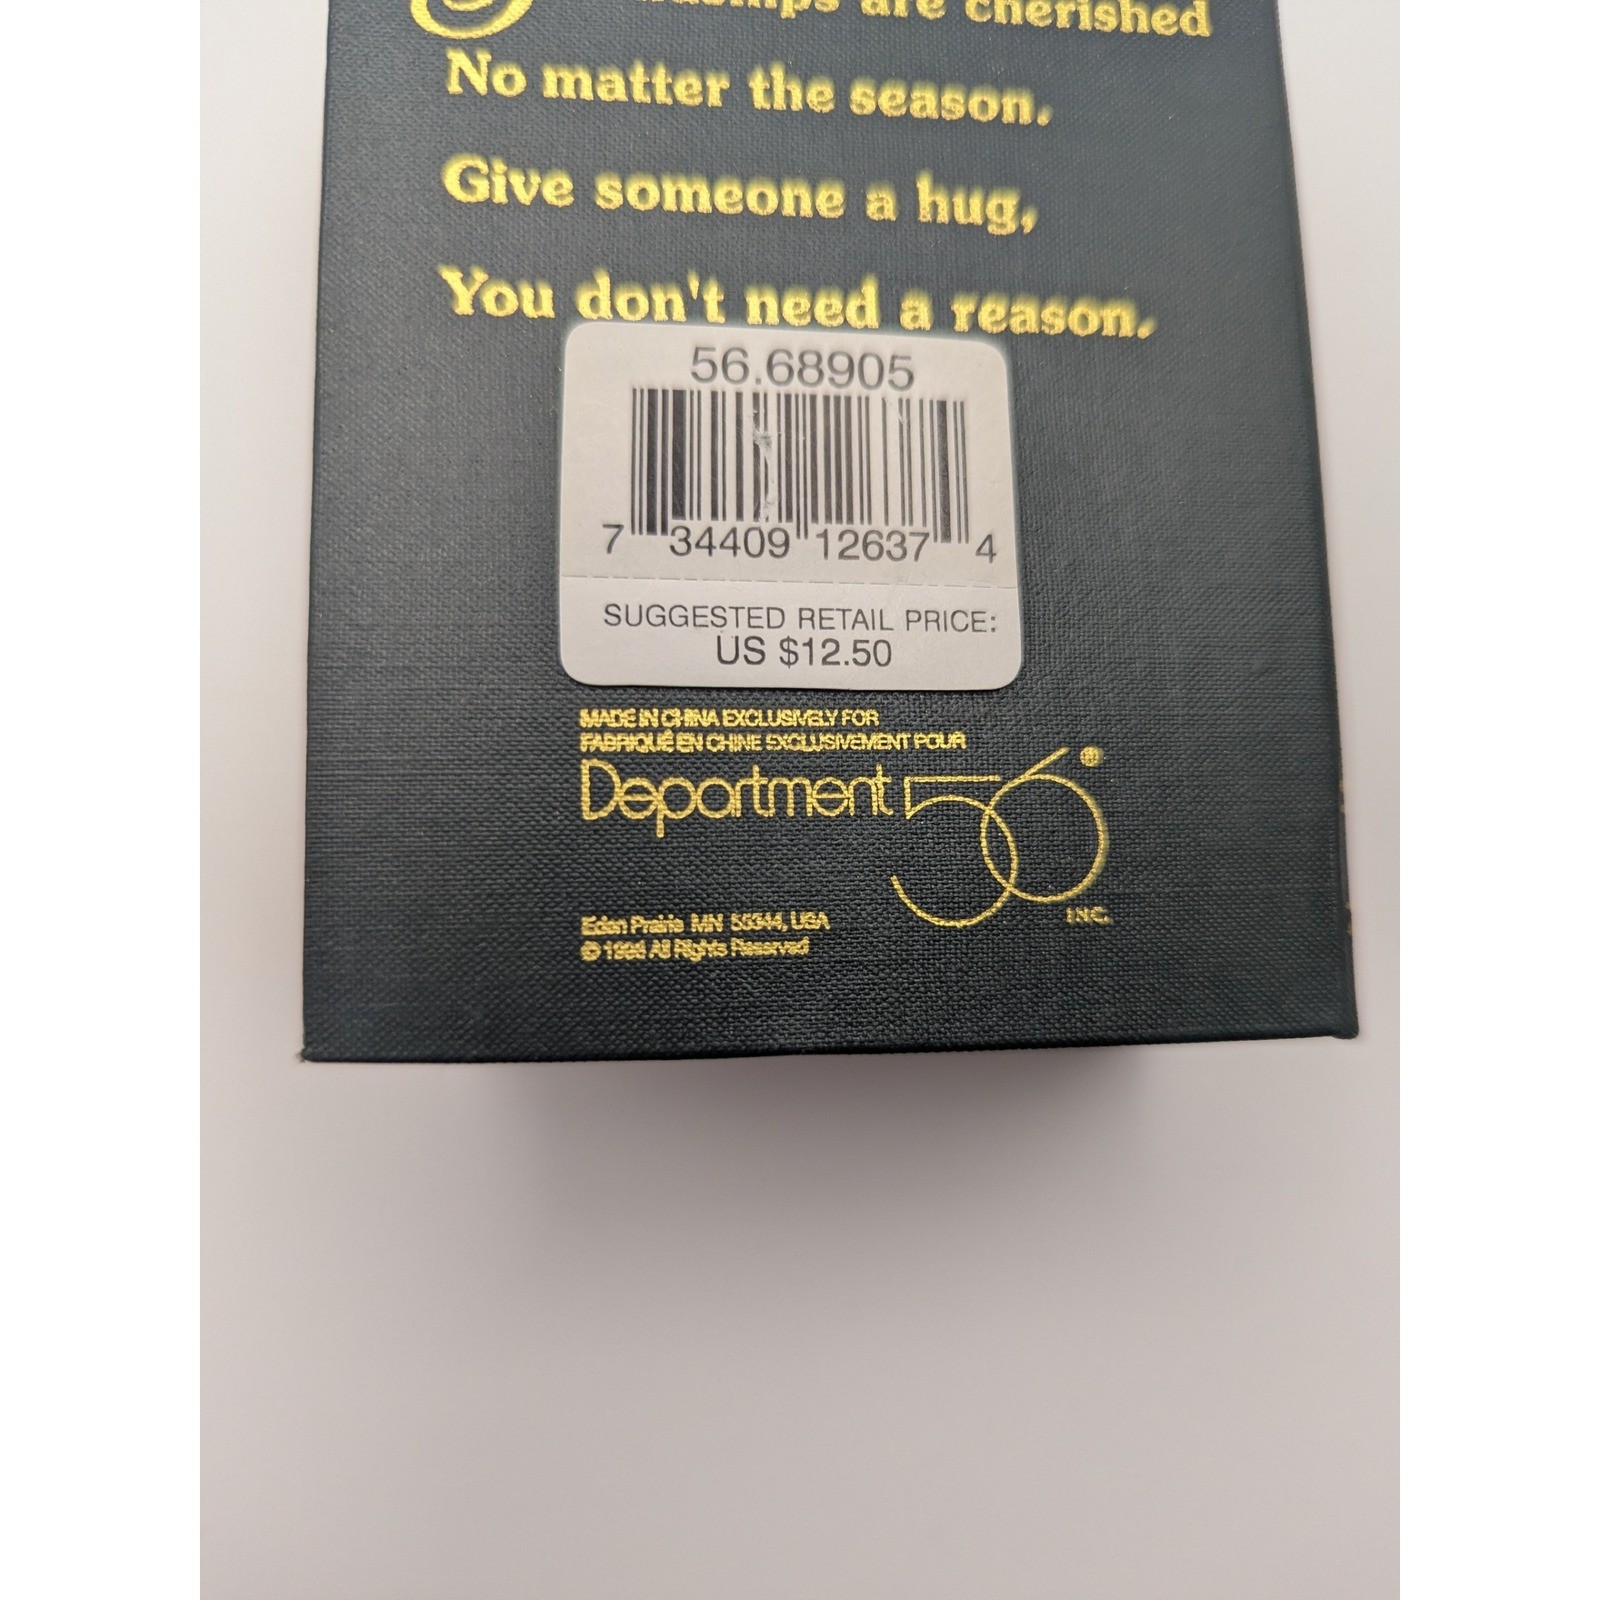 are cherished
No matter the season.
Give someone a hug,
You don't need a reason.
56.68905
7 34409 12637 4
SUGGESTED RETAIL PRICE:
US $12.50
MADE IN CHINA EXCLUSIVELY FOR
FABRIQUÉ EN CHINE EXCLUSIVEMENT POUR
Department 56® INC.
Eden Prairie MN 55344, USA
© All Rights Reserved